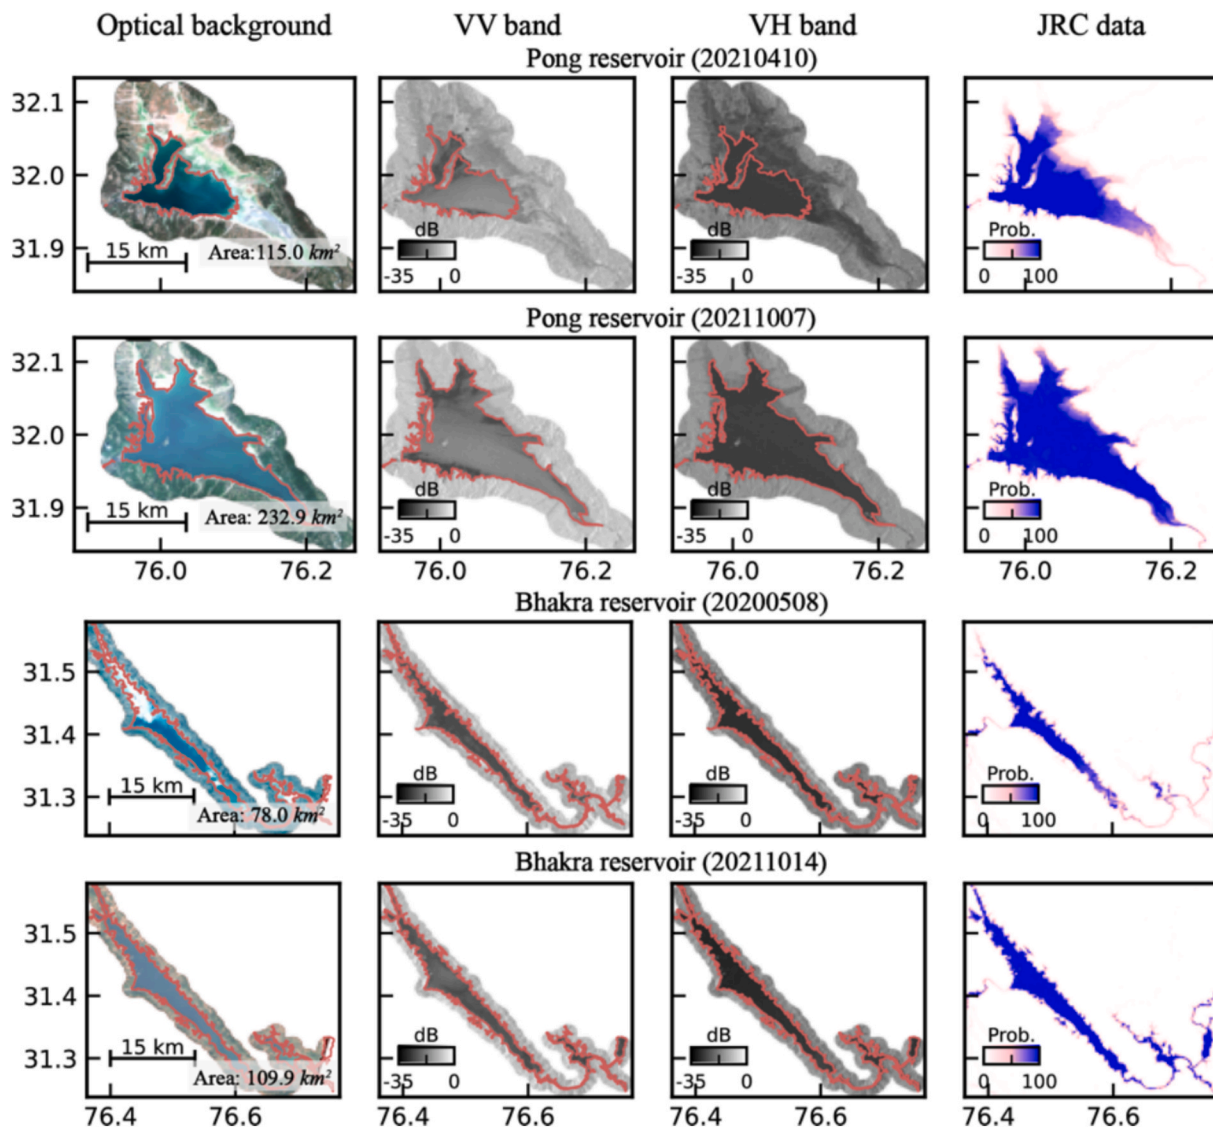 Optical background VV band VH band JRC data
Pong reservoir (20210410)
32.1
32.0
31.9
15 km
Area:115.0 km²
dB
-35 0
dB
-35 0
Prob.
0 100
Pong reservoir (20211007)
32.1
32.0
31.9
15 km
Area: 232.9 km²
dB
-35 0
dB
-35 0
Prob.
0 100
76.0 76.2 76.0 76.2 76.0 76.2 76.0 76.2
Bhakra reservoir (20200508)
31.5
31.4
31.3
15 km
Area: 78.0 km²
dB
-35 0
dB
-35 0
Prob.
0 100
Bhakra reservoir (20211014)
31.5
31.4
31.3
15 km
Area: 109.9 km²
dB
-35 0
dB
-35 0
Prob.
0 100
76.4 76.6 76.4 76.6 76.4 76.6 76.4 76.6